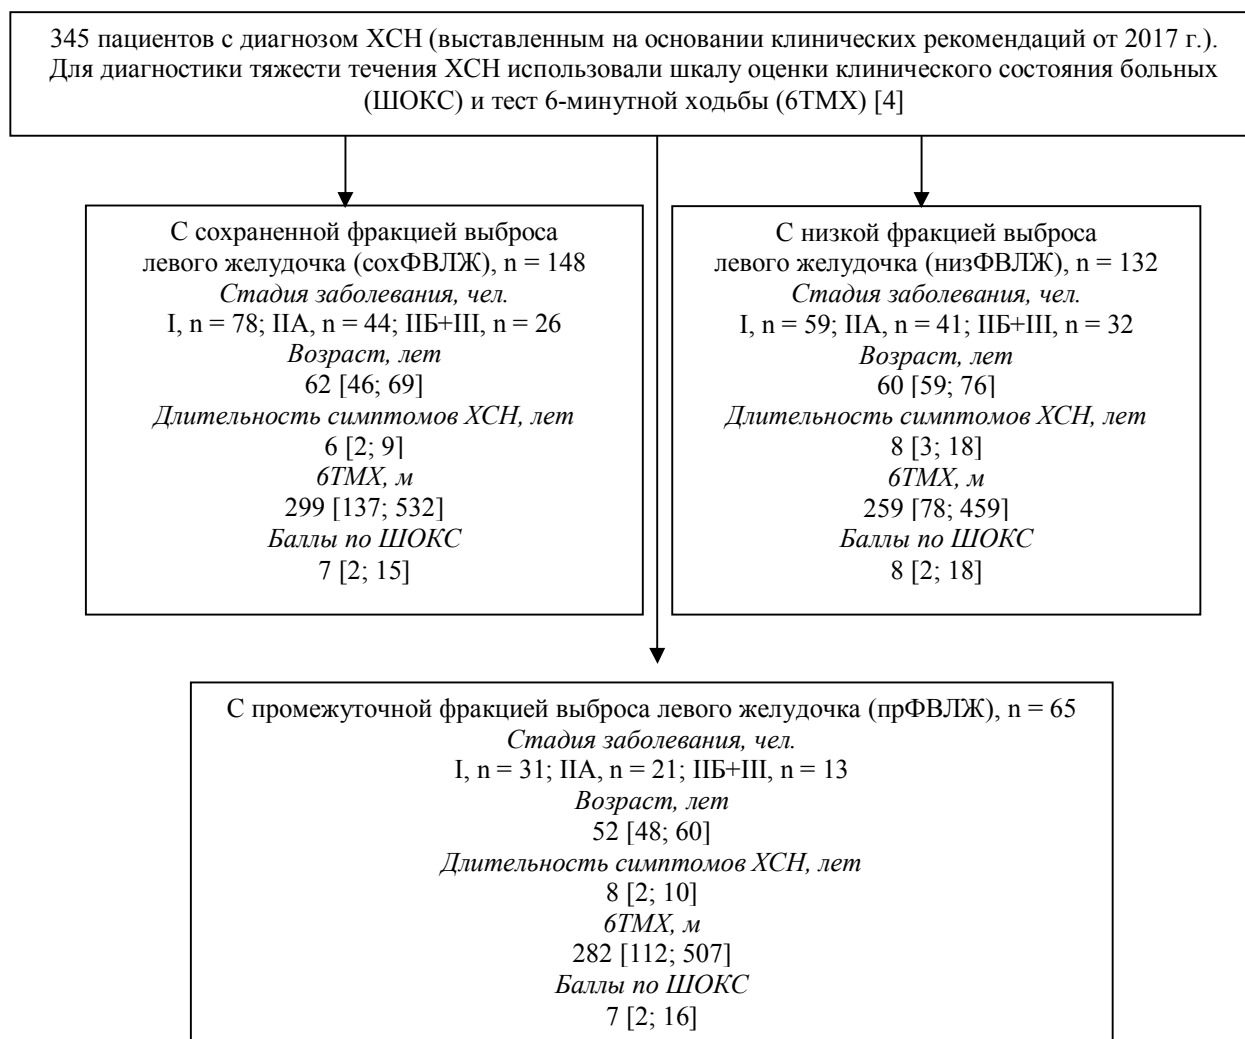 345 пациентов с диагнозом ХСН (выставленным на основании клинических рекомендаций от 2017 г.).
Для диагностики тяжести течения ХСН использовали шкалу оценки клинического состояния больных
(ШОКС) и тест 6-минутной ходьбы (6ТМХ) [4]
С сохраненной фракцией выброса
левого желудочка (сохФВЛЖ), n = 148
Стадия заболевания, чел.
I, n = 78; IIА, n = 44; IIБ+III, n = 26
Возраст, лет
62 [46; 69]
Длительность симптомов ХСН, лет
6 [2; 9]
6ТМХ, м
299 [137; 532]
Баллы по ШОКС
7 [2; 15]
С низкой фракцией выброса
левого желудочка (низФВЛЖ), n = 132
Стадия заболевания, чел.
I, n = 59; IIА, n = 41; IIБ+III, n = 32
Возраст, лет
60 [59; 76]
Длительность симптомов ХСН, лет
8 [3; 18]
6ТМХ, м
259 [78; 459]
Баллы по ШОКС
8 [2; 18]
С промежуточной фракцией выброса левого желудочка (прФВЛЖ), n = 65
Стадия заболевания, чел.
I, n = 31; IIА, n = 21; IIБ+III, n = 13
Возраст, лет
52 [48; 60]
Длительность симптомов ХСН, лет
8 [2; 10]
6ТМХ, м
282 [112; 507]
Баллы по ШОКС
7 [2; 16]